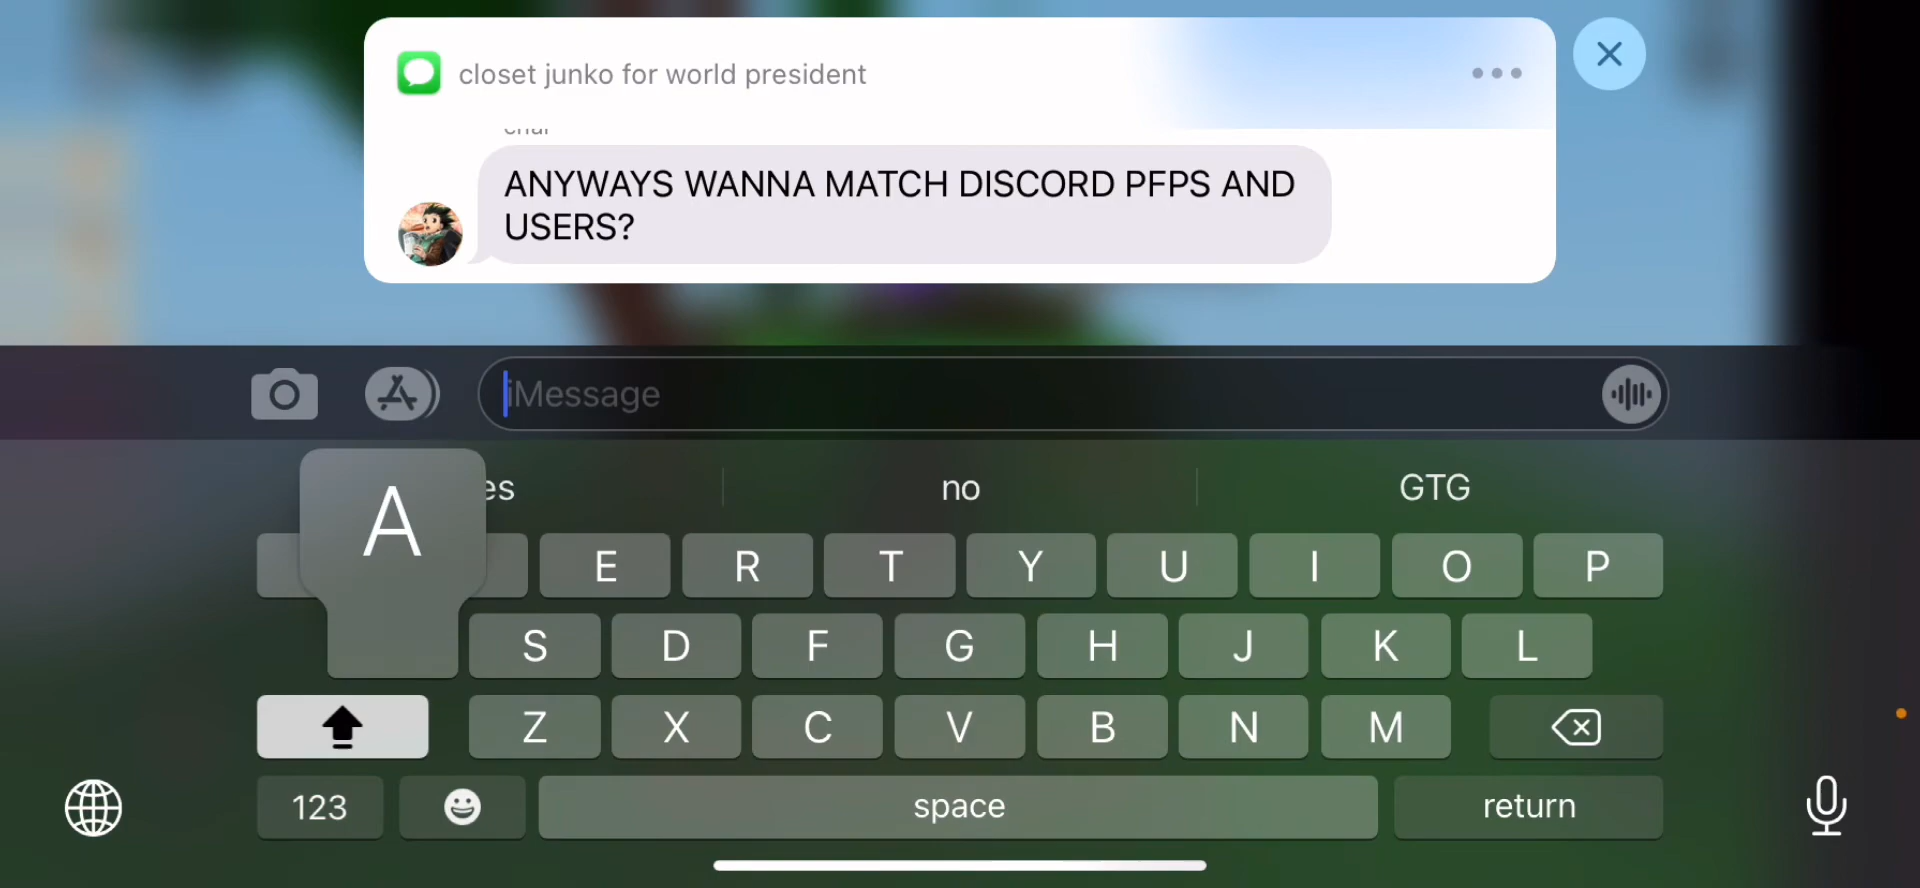 closet junko for world president
ANYWAYS WANNA MATCH DISCORD PFPS AND
USERS?
iMessage
no GTG
A
E R T Y U I O P
S D F G H J K L
Z X C V B N M
123 space return